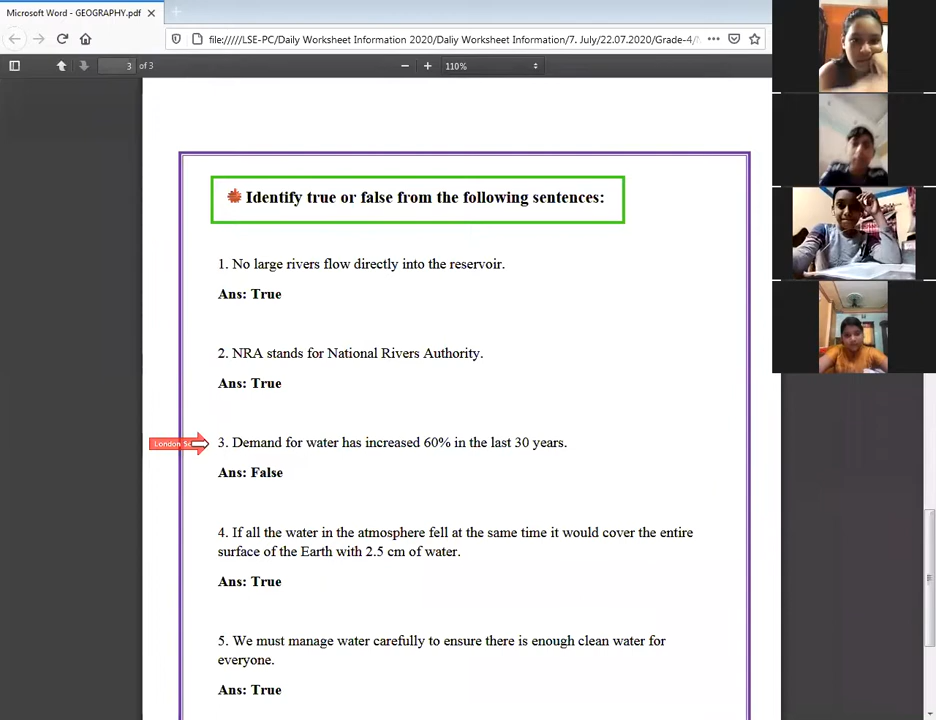 Microsoft Word - GEOGRAPHY.pdf
file://///LSE-PC/Daily Worksheet Information 2020/Daliy Worksheet Information/7. July/22.07.2020/Grade-4/
3 of 3
110%
Identify true or false from the following sentences:
1. No large rivers flow directly into the reservoir.
Ans: True
2. NRA stands for National Rivers Authority.
Ans: True
London
3. Demand for water has increased 60% in the last 30 years.
Ans: False
4. If all the water in the atmosphere fell at the same time it would cover the entire
surface of the Earth with 2.5 cm of water.
Ans: True
5. We must manage water carefully to ensure there is enough clean water for
everyone.
Ans: True